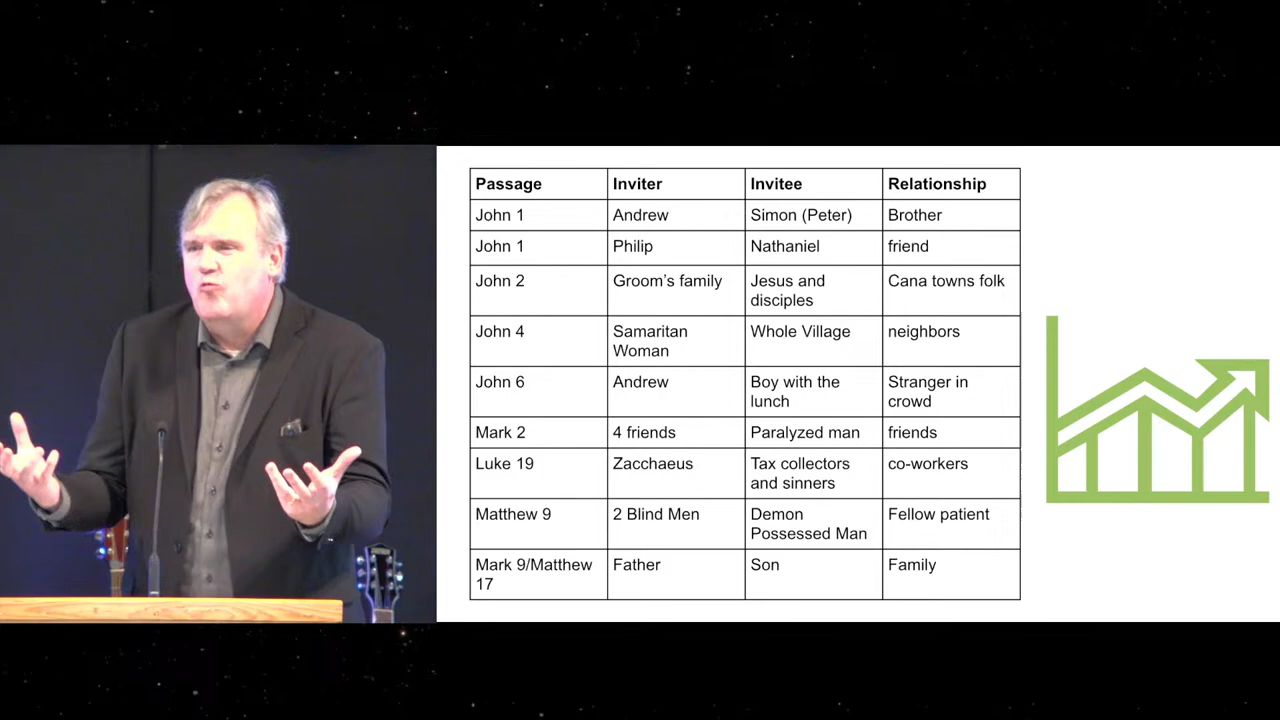 Passage Inviter Invitee Relationship
John 1 Andrew Simon (Peter) Brother
John 1 Philip Nathaniel friend
John 2 Groom’s family Jesus and disciples Cana towns folk
John 4 Samaritan Woman Whole Village neighbors
John 6 Andrew Boy with the lunch Stranger in crowd
Mark 2 4 friends Paralyzed man friends
Luke 19 Zacchaeus Tax collectors and sinners co-workers
Matthew 9 2 Blind Men Demon Possessed Man Fellow patient
Mark 9/Matthew 17 Father Son Family